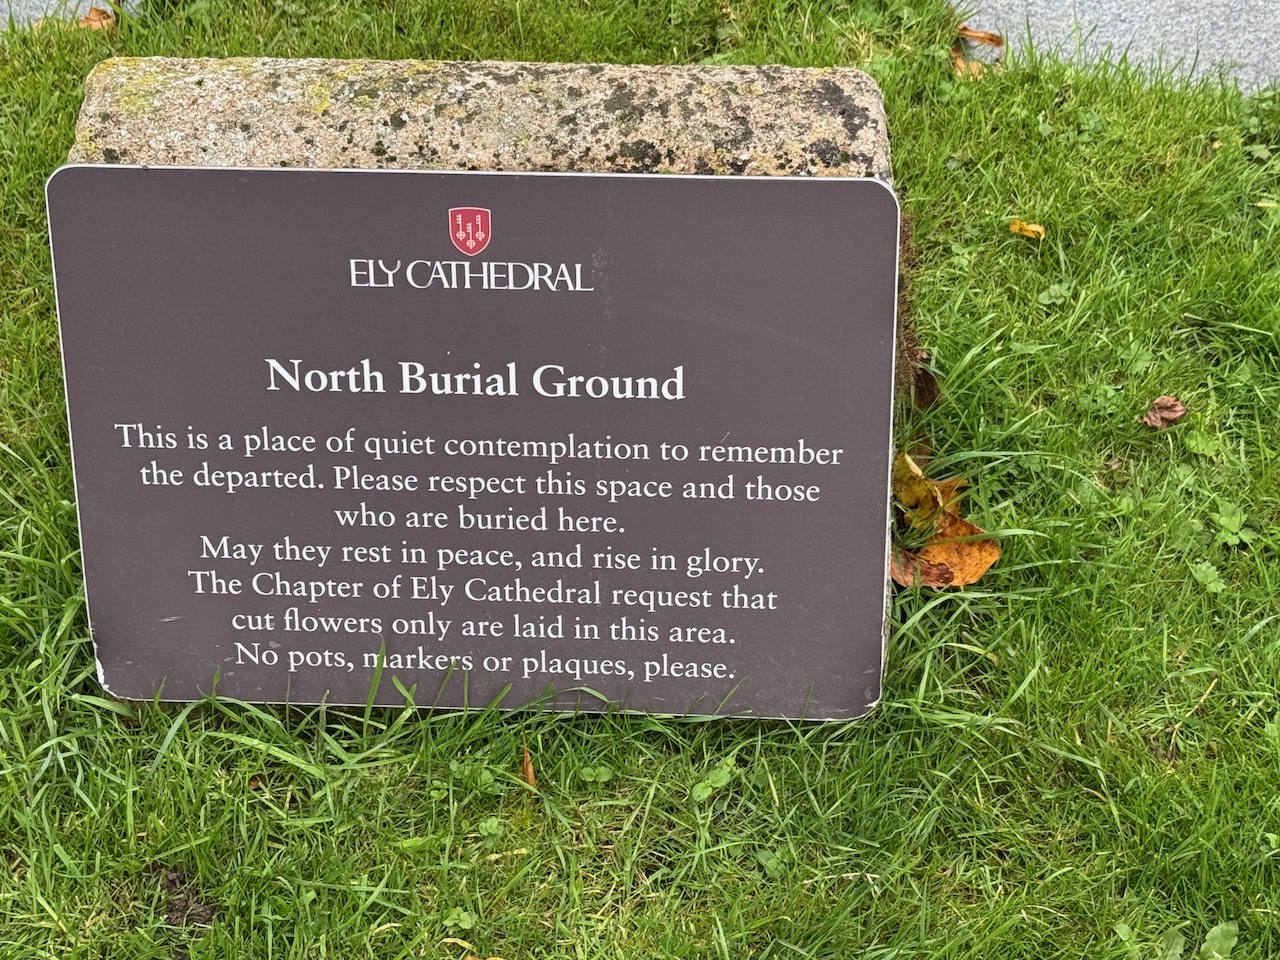 ELY CATHEDRAL
North Burial Ground
This is a place of quiet contemplation to remember
the departed. Please respect this space and those
who are buried here.
May they rest in peace, and rise in glory.
The Chapter of Ely Cathedral request that
cut flowers only are laid in this area.
No pots, markers or plaques, please.